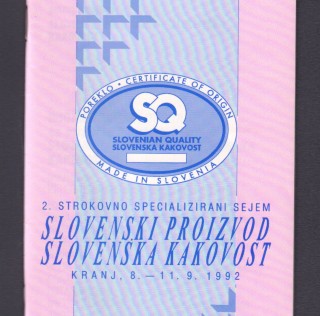 POREKLO • CERTIFICATE OF ORIGIN
SQ
SLOVENIAN QUALITY
SLOVENSKA KAKOVOST
MADE IN SLOVENIA
2. STROKOVNO SPECIALIZIRANI SEJEM
SLOVENSKI PROIZVOD
SLOVENSKA KAKOVOST
KRANJ, 8. — 11. 9. 1992